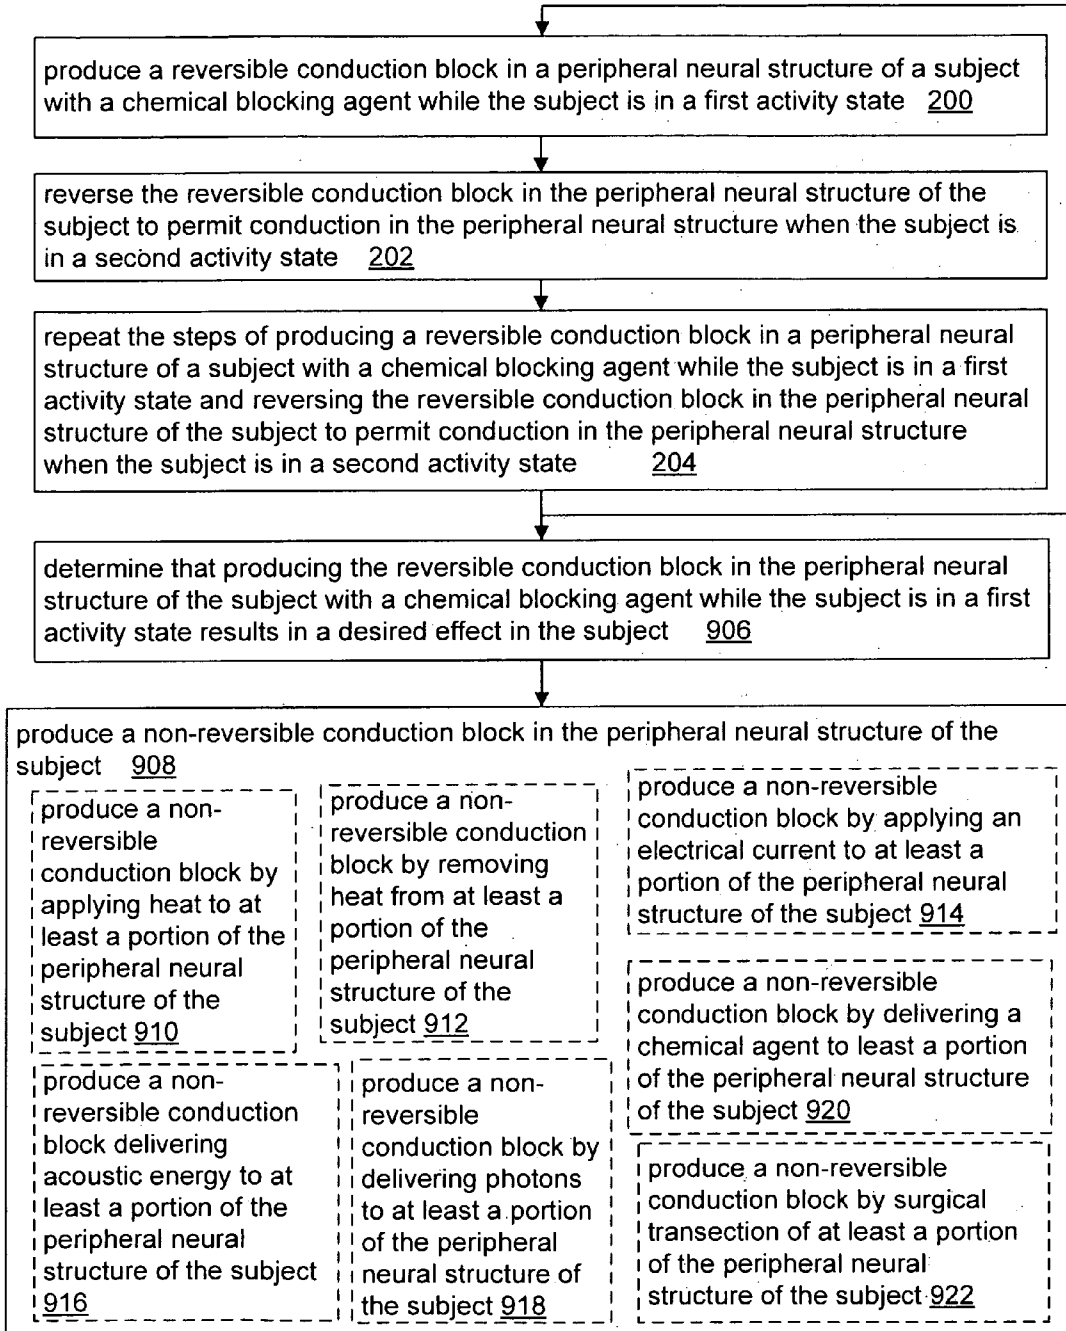 produce a reversible conduction block in a peripheral neural structure of a subject
with a chemical blocking agent while the subject is in a first activity state 200
reverse the reversible conduction block in the peripheral neural structure of the
subject to permit conduction in the peripheral neural structure when the subject is
in a second activity state 202
repeat the steps of producing a reversible conduction block in a peripheral neural
structure of a subject with a chemical blocking agent while the subject is in a first
activity state and reversing the reversible conduction block in the peripheral neural
structure of the subject to permit conduction in the peripheral neural structure
when the subject is in a second activity state 204
determine that producing the reversible conduction block in the peripheral neural
structure of the subject with a chemical blocking agent while the subject is in a first
activity state results in a desired effect in the subject 906
produce a non-reversible conduction block in the peripheral neural structure of the
subject 908
produce a non-
reversible
conduction block by
applying heat to at
least a portion of the
peripheral neural
structure of the
subject 910
produce a non-
reversible conduction
block by removing
heat from at least a
portion of the
peripheral neural
structure of the
subject 912
produce a non-reversible
conduction block by applying an
electrical current to at least a
portion of the peripheral neural
structure of the subject 914
produce a non-
reversible conduction
block delivering
acoustic energy to at
least a portion of the
peripheral neural
structure of the subject
916
produce a non-
reversible
conduction block by
delivering photons
to at least a portion
of the peripheral
neural structure of
the subject 918
produce a non-reversible
conduction block by delivering a
chemical agent to least a portion
of the peripheral neural structure
of the subject 920
produce a non-reversible
conduction block by surgical
transection of at least a portion
of the peripheral neural
structure of the subject 922